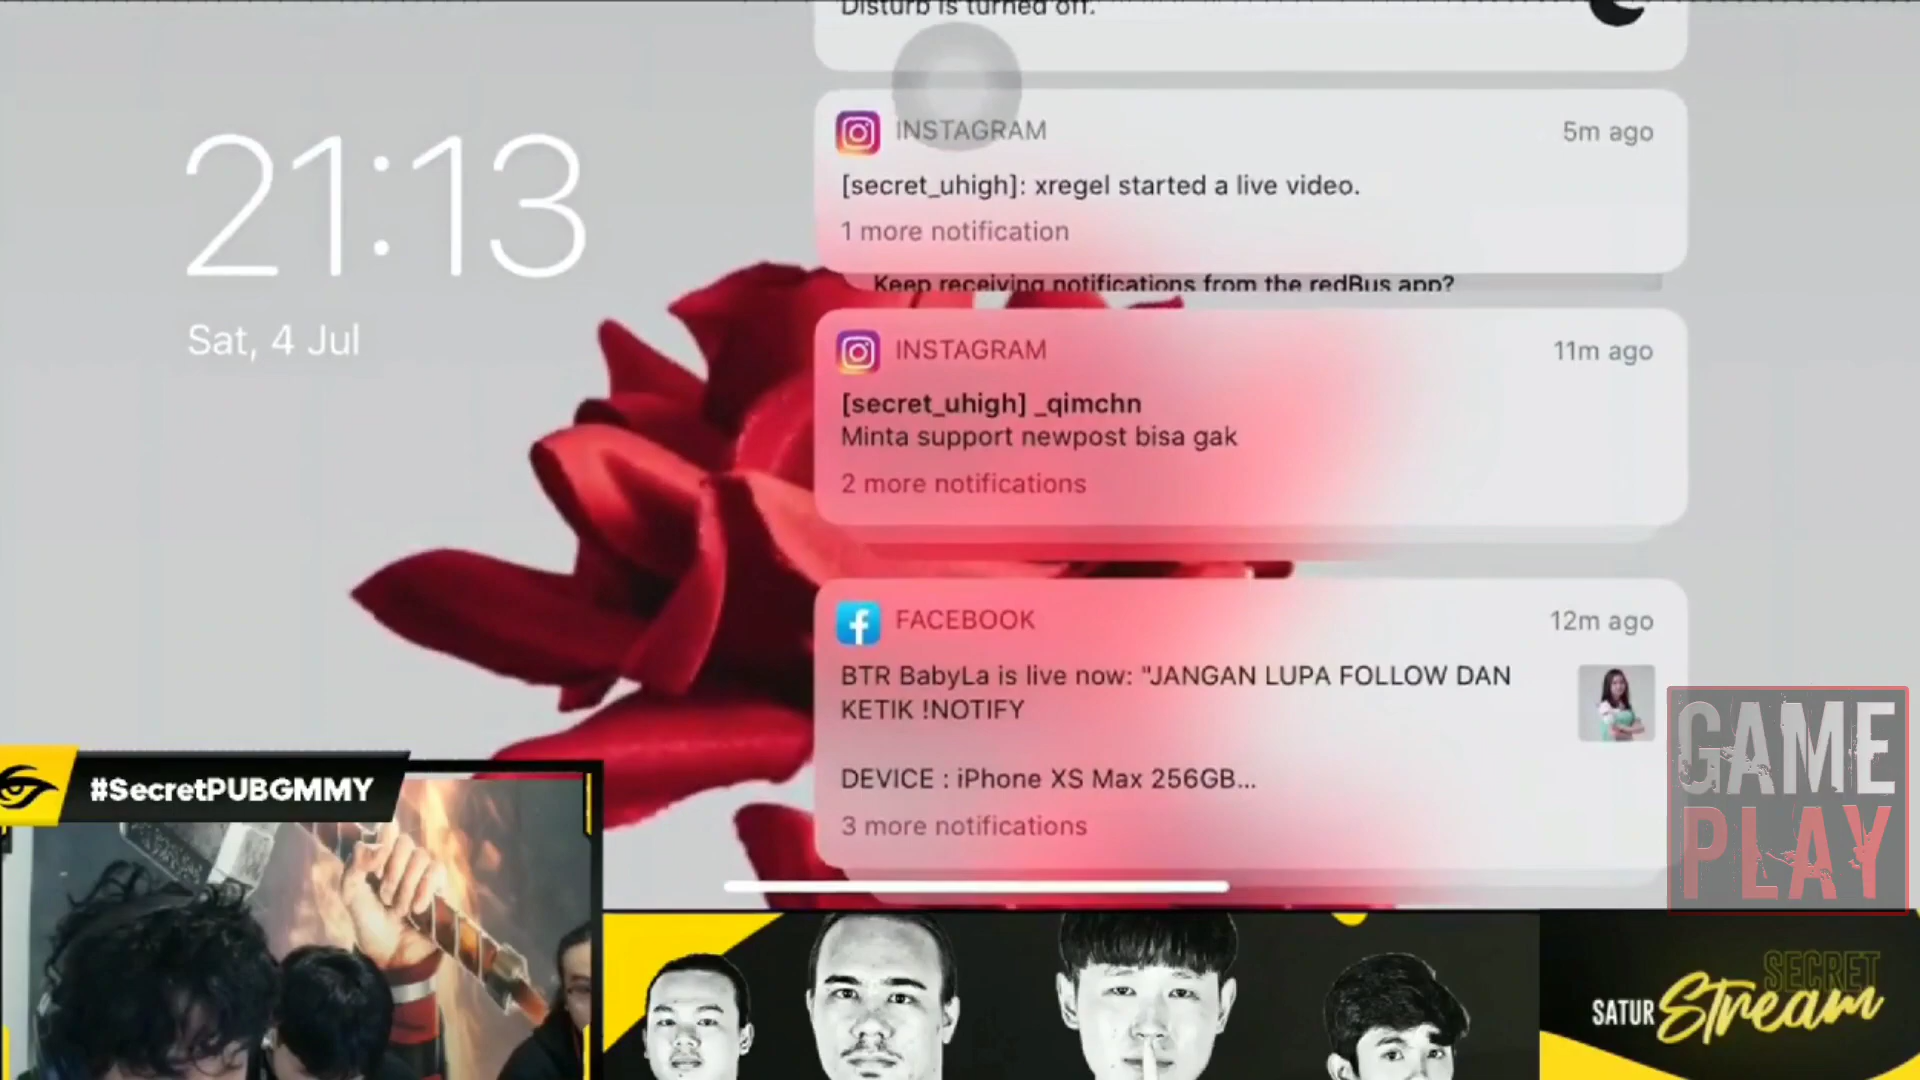 Disturb is turned off.
21:13
Sat, 4 Jul
INSTAGRAM
5m ago
[secret_uhigh]: xregel started a live video.
1 more notification
Keep receiving notifications from the redBus app?
INSTAGRAM
11m ago
[secret_uhigh] _qimchn
Minta support newpost bisa gak
2 more notifications
FACEBOOK
12m ago
BTR BabyLa is live now: "JANGAN LUPA FOLLOW DAN
KETIK !NOTIFY
DEVICE : iPhone XS Max 256GB...
3 more notifications
GAME
PLAY
#SecretPUBGMMY
SECRET
SATUR Stream